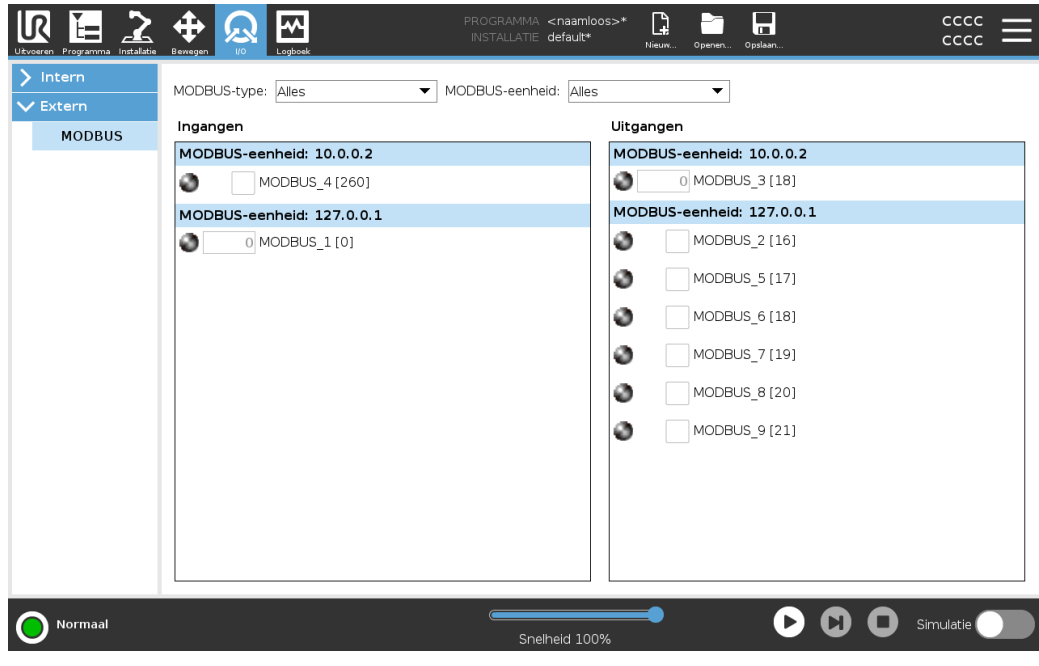 UR
Uitvoeren Programma Installatie Bewegen I/O Logboek
PROGRAMMA <naamloos>*
INSTALLATIE default*
Nieuw... Openen... Opslaan...
CCCC
CCCC
Intern
Extern
MODBUS
MODBUS-type: Alles MODBUS-eenheid: Alles
Ingangen
MODBUS-eenheid: 10.0.0.2
MODBUS_4 [260]
MODBUS-eenheid: 127.0.0.1
0 MODBUS_1 [0]
Uitgangen
MODBUS-eenheid: 10.0.0.2
0 MODBUS_3 [18]
MODBUS-eenheid: 127.0.0.1
MODBUS_2 [16]
MODBUS_5 [17]
MODBUS_6 [18]
MODBUS_7 [19]
MODBUS_8 [20]
MODBUS_9 [21]
Normaal
Snelheid 100%
Simulatie